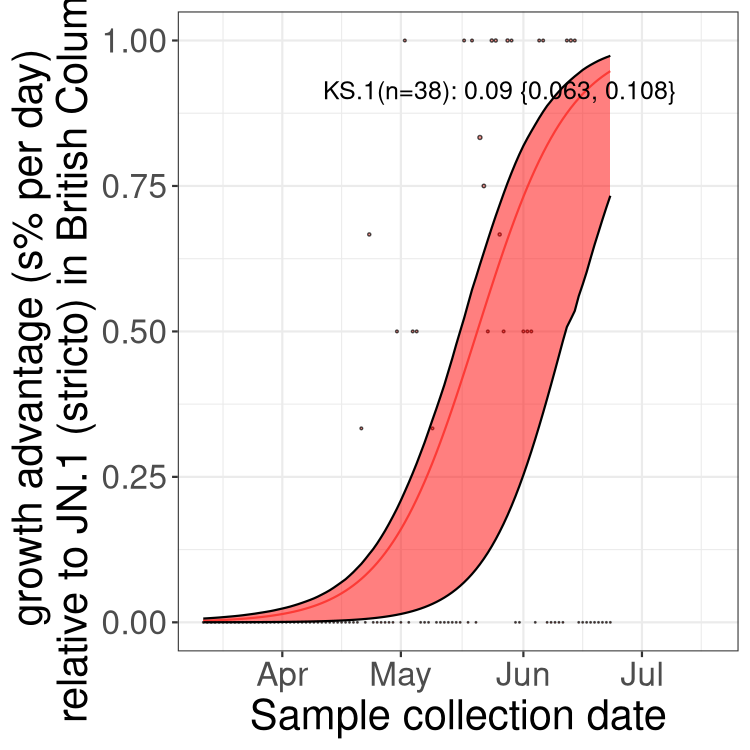 growth advantage (s% per day)
relative to JN.1 (stricto) in British Colum
1.00
0.75
0.50
0.25
0.00
KS.1(n=38): 0.09 {0.063, 0.108}
Apr May Jun Jul
Sample collection date